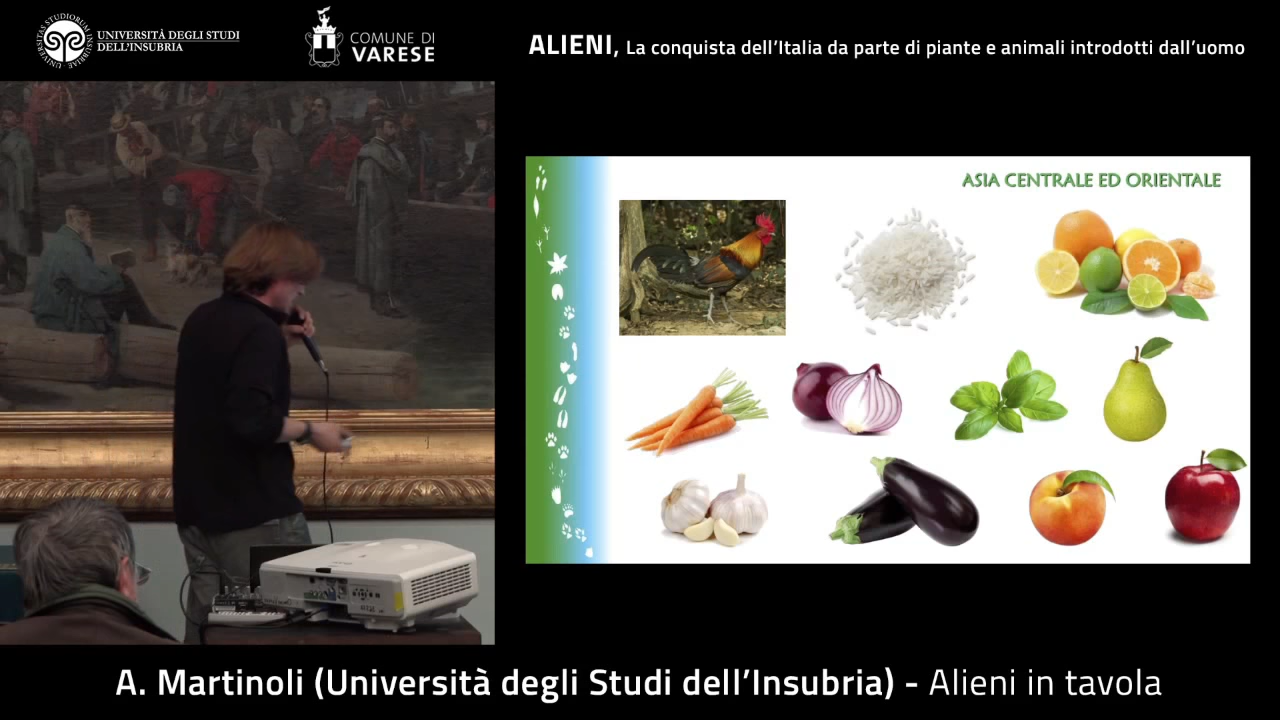 UNIVERSITÀ DEGLI STUDI
DELL'INSUBRIA
COMUNE DI
VARESE
ALIENI, La conquista dell'Italia da parte di piante e animali introdotti dall'uomo
ASIA CENTRALE ED ORIENTALE
A. Martinoli (Università degli Studi dell'Insubria) - Alieni in tavola